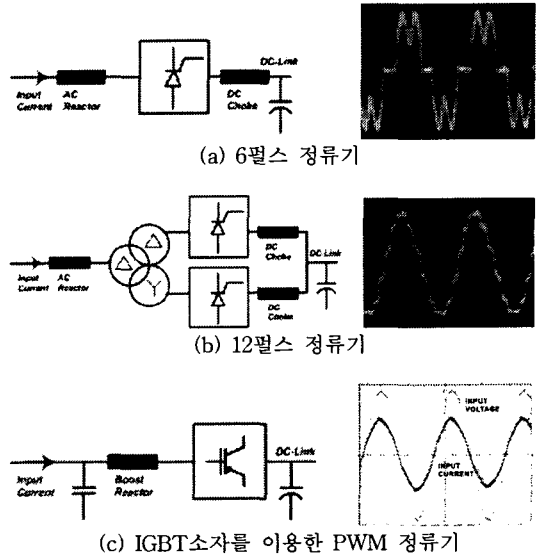 DC-Link
Input
Current
AC
Reactor
DC
Choke
(a) 6펄스 정류기
Input
Current
AC
Reactor
DC
Choke
DC Link
DC
Choke
(b) 12펄스 정류기
Input
Current
Boost
Reactor
DC-Link
INPUT
VOLTAGE
INPUT
CURRENT
(c) IGBT소자를 이용한 PWM 정류기